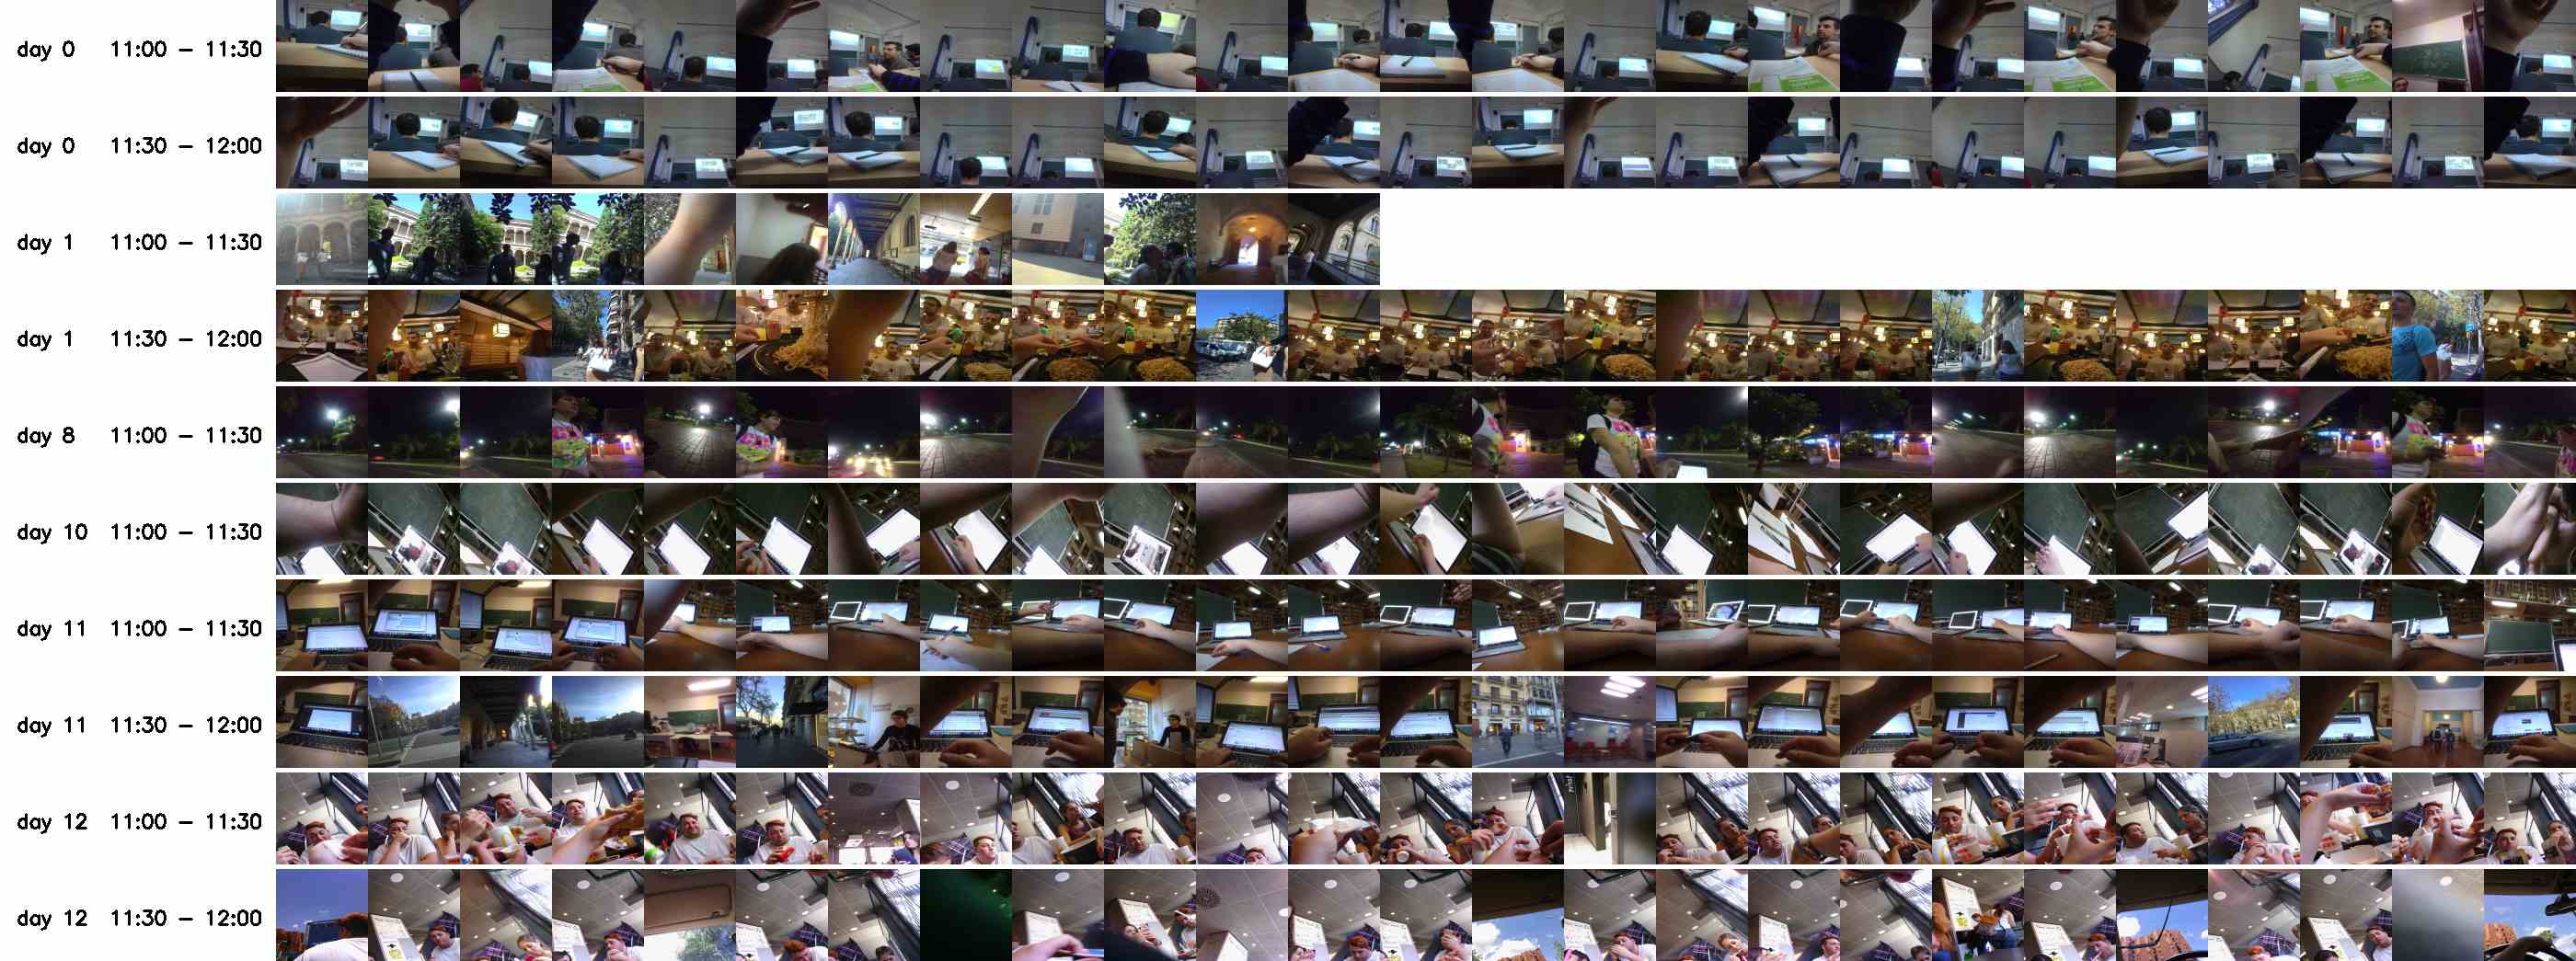 day 0 11:00 - 11:30
day 0 11:30 - 12:00
day 1 11:00 - 11:30
day 1 11:30 - 12:00
day 8 11:00 - 11:30
day 10 11:00 - 11:30
day 11 11:00 - 11:30
day 11 11:30 - 12:00
day 12 11:00 - 11:30
day 12 11:30 - 12:00